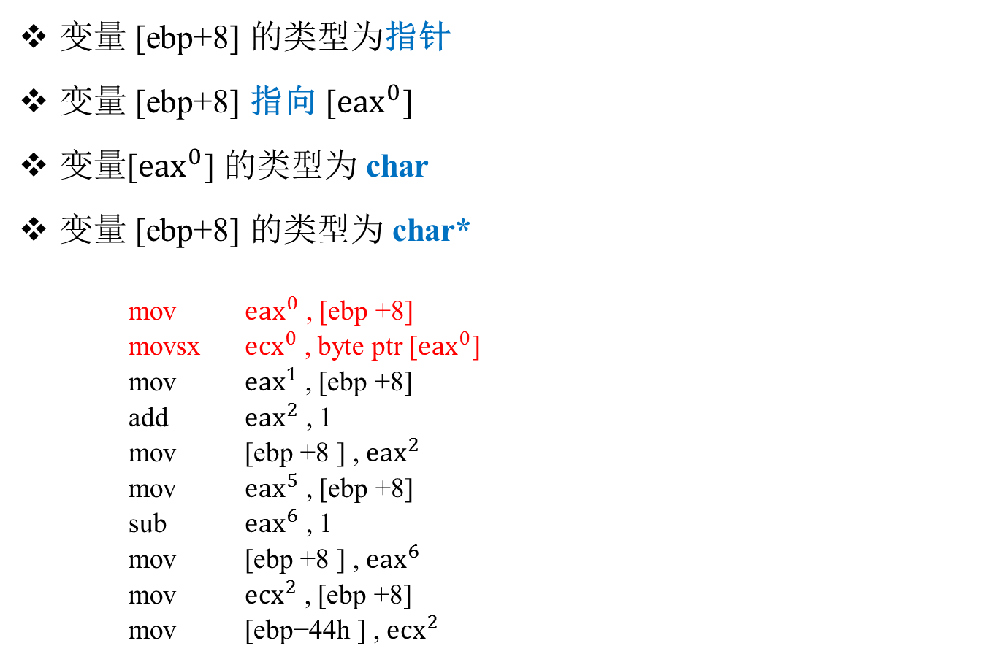 ❖ 变量 [ebp+8] 的类型为指针
❖ 变量 [ebp+8] 指向 [eax⁰]
❖ 变量[eax⁰] 的类型为 char
❖ 变量 [ebp+8] 的类型为 char*
mov eax⁰ , [ebp +8]
movsx ecx⁰ , byte ptr [eax⁰]
mov eax¹ , [ebp +8]
add eax² , 1
mov [ebp +8 ] , eax²
mov eax⁵ , [ebp +8]
sub eax⁶ , 1
mov [ebp +8 ] , eax⁶
mov ecx² , [ebp +8]
mov [ebp−44h ] , ecx²